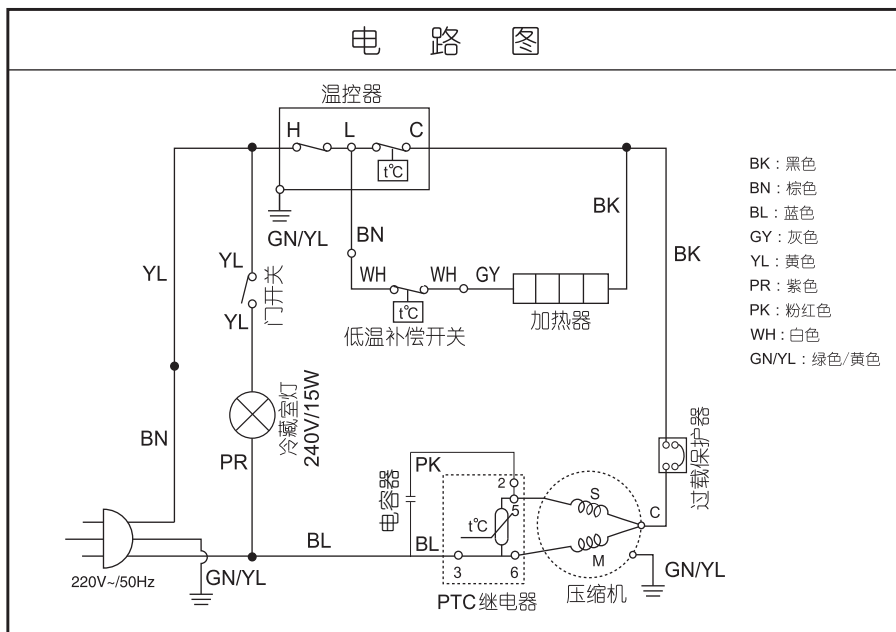 电 路 图
温控器
H L C
t℃
GN/YL
BN
BK
YL
YL
门开关
YL
WH
WH
GY
t℃
低温补偿开关
加热器
BK
BK：黑色
BN：棕色
BL：蓝色
GY：灰色
YL：黄色
PR：紫色
PK：粉红色
WH：白色
GN/YL：绿色/黄色
BN
冷藏室灯
240V/15W
PR
过载保护器
PK
电容器
2
5
t℃
S
C
M
BL
BL
3
6
GN/YL
GN/YL
220V~/50Hz
PTC继电器
压缩机